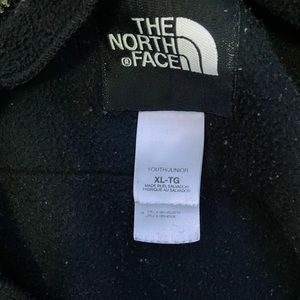 THE
NORTH
FACE
®
YOUTH/JUNIOR
XL-TG
MADE IN EL SALVADOR
FABRIQUÉ AU SALVADOR